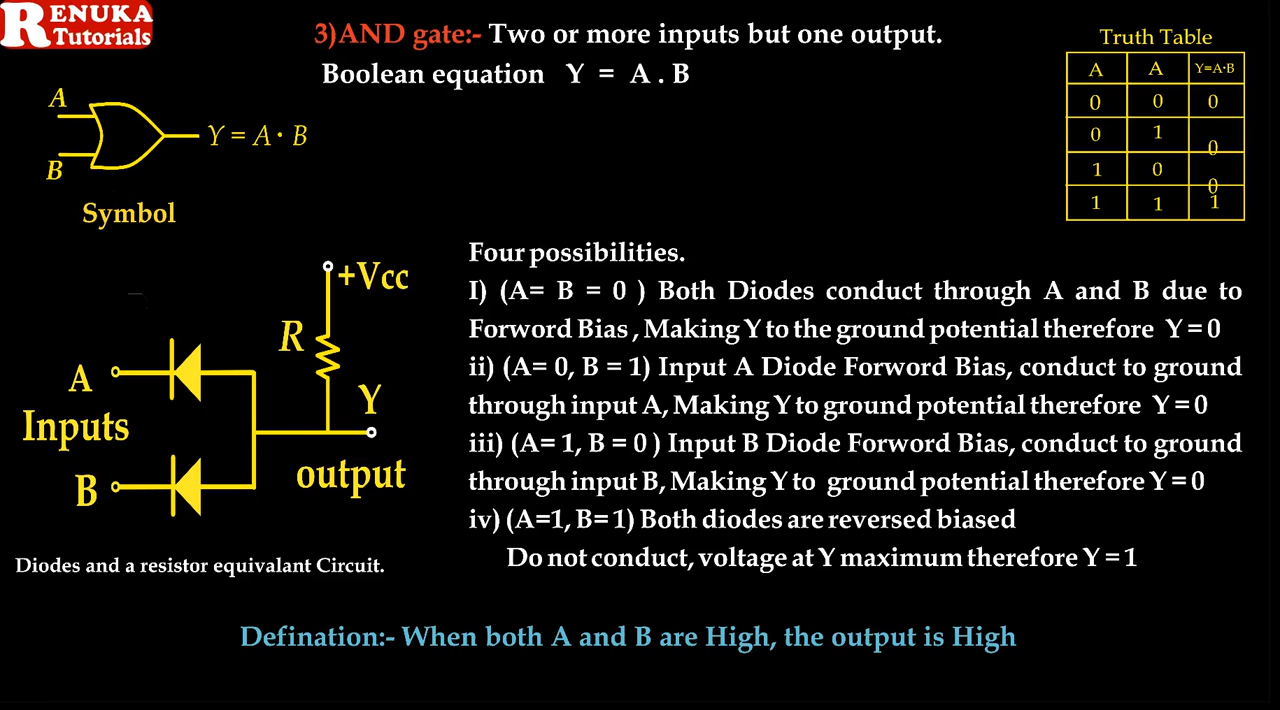 RENUKA
Tutorials
3)AND gate:- Two or more inputs but one output.
Boolean equation Y = A . B
A
B
Y = A · B
Symbol
Truth Table
A A Y=A·B
0 0 0
0 1 0
1 0 0
1 1 1
+Vcc
R
A
Inputs
B
Y
output
Diodes and a resistor equivalant Circuit.
Four possibilities.
I) (A= B = 0 ) Both Diodes conduct through A and B due to
Forword Bias , Making Y to the ground potential therefore Y = 0
ii) (A= 0, B = 1) Input A Diode Forword Bias, conduct to ground
through input A, Making Y to ground potential therefore Y = 0
iii) (A= 1, B = 0 ) Input B Diode Forword Bias, conduct to ground
through input B, Making Y to ground potential therefore Y = 0
iv) (A=1, B= 1) Both diodes are reversed biased
Do not conduct, voltage at Y maximum therefore Y = 1
Defination:- When both A and B are High, the output is High